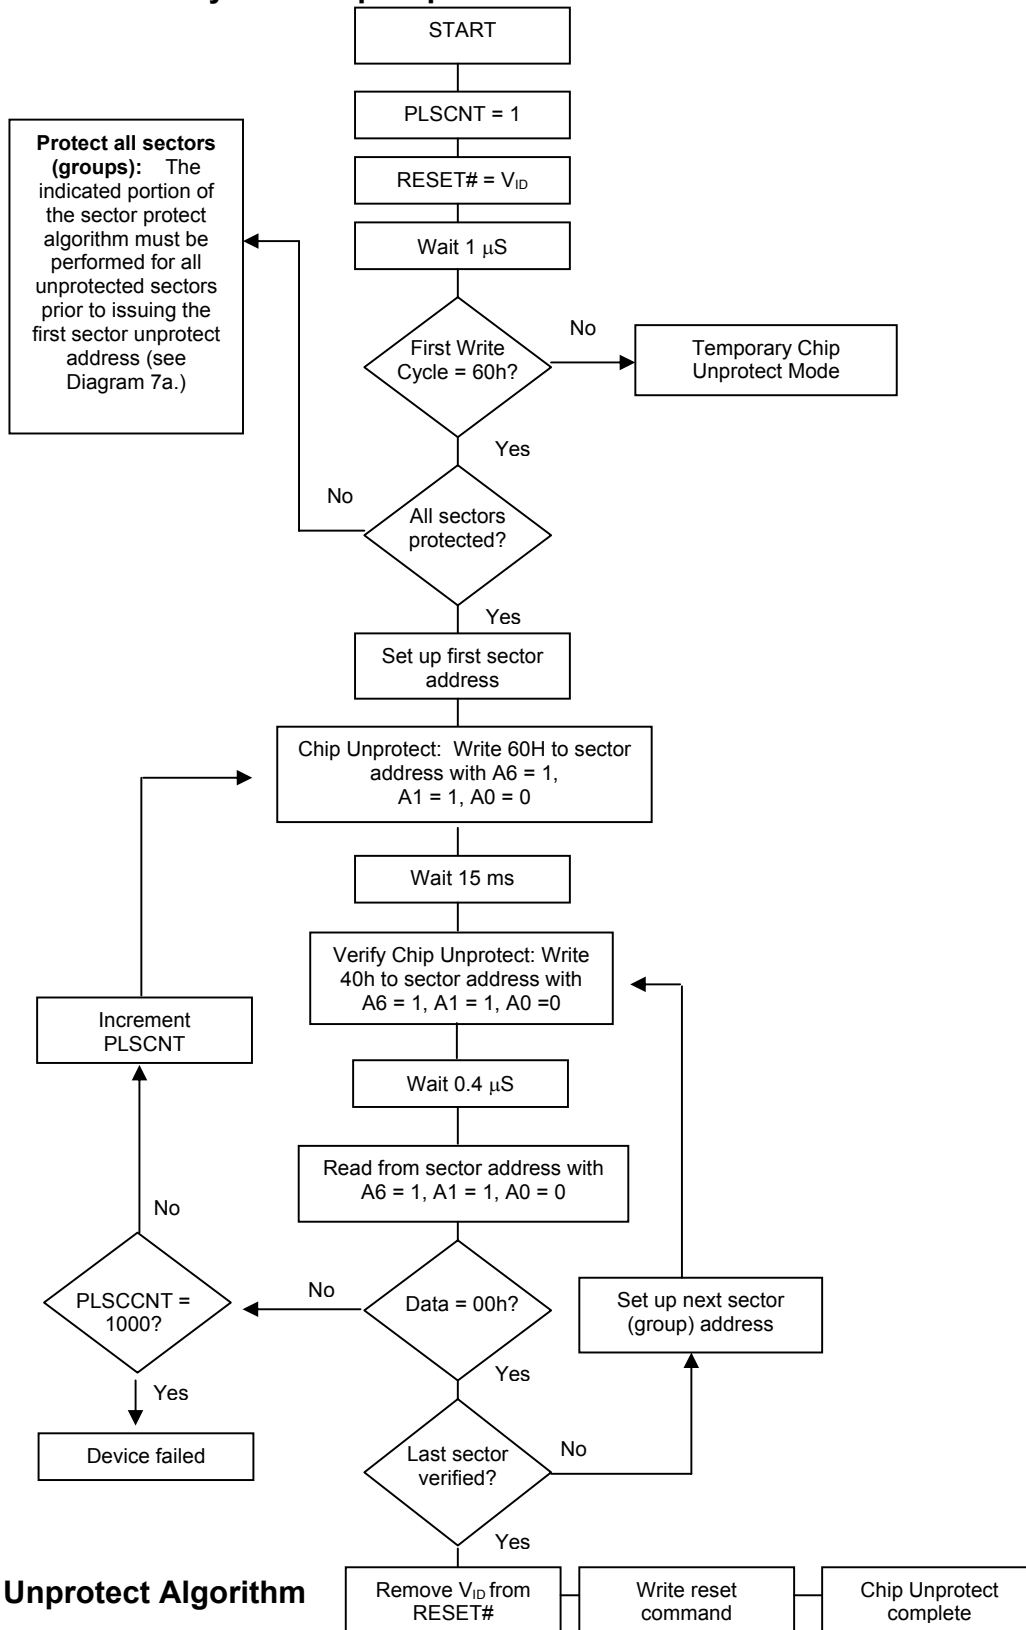 START
PLSCNT = 1
RESET# = VID
Wait 1 μS
Protect all sectors
(groups): The
indicated portion of
the sector protect
algorithm must be
performed for all
unprotected sectors
prior to issuing the
first sector unprotect
address (see
Diagram 7a.)
First Write
Cycle = 60h?
No
Temporary Chip
Unprotect Mode
Yes
No
All sectors
protected?
Yes
Set up first sector
address
Chip Unprotect: Write 60H to sector
address with A6 = 1,
A1 = 1, A0 = 0
Wait 15 ms
Verify Chip Unprotect: Write
40h to sector address with
A6 = 1, A1 = 1, A0 =0
Increment
PLSCNT
Wait 0.4 μS
Read from sector address with
A6 = 1, A1 = 1, A0 = 0
No
PLSCCNT =
1000?
No
Data = 00h?
Set up next sector
(group) address
Yes
Yes
Device failed
Last sector
verified?
No
Yes
Unprotect Algorithm
Remove VID from
RESET#
Write reset
command
Chip Unprotect
complete